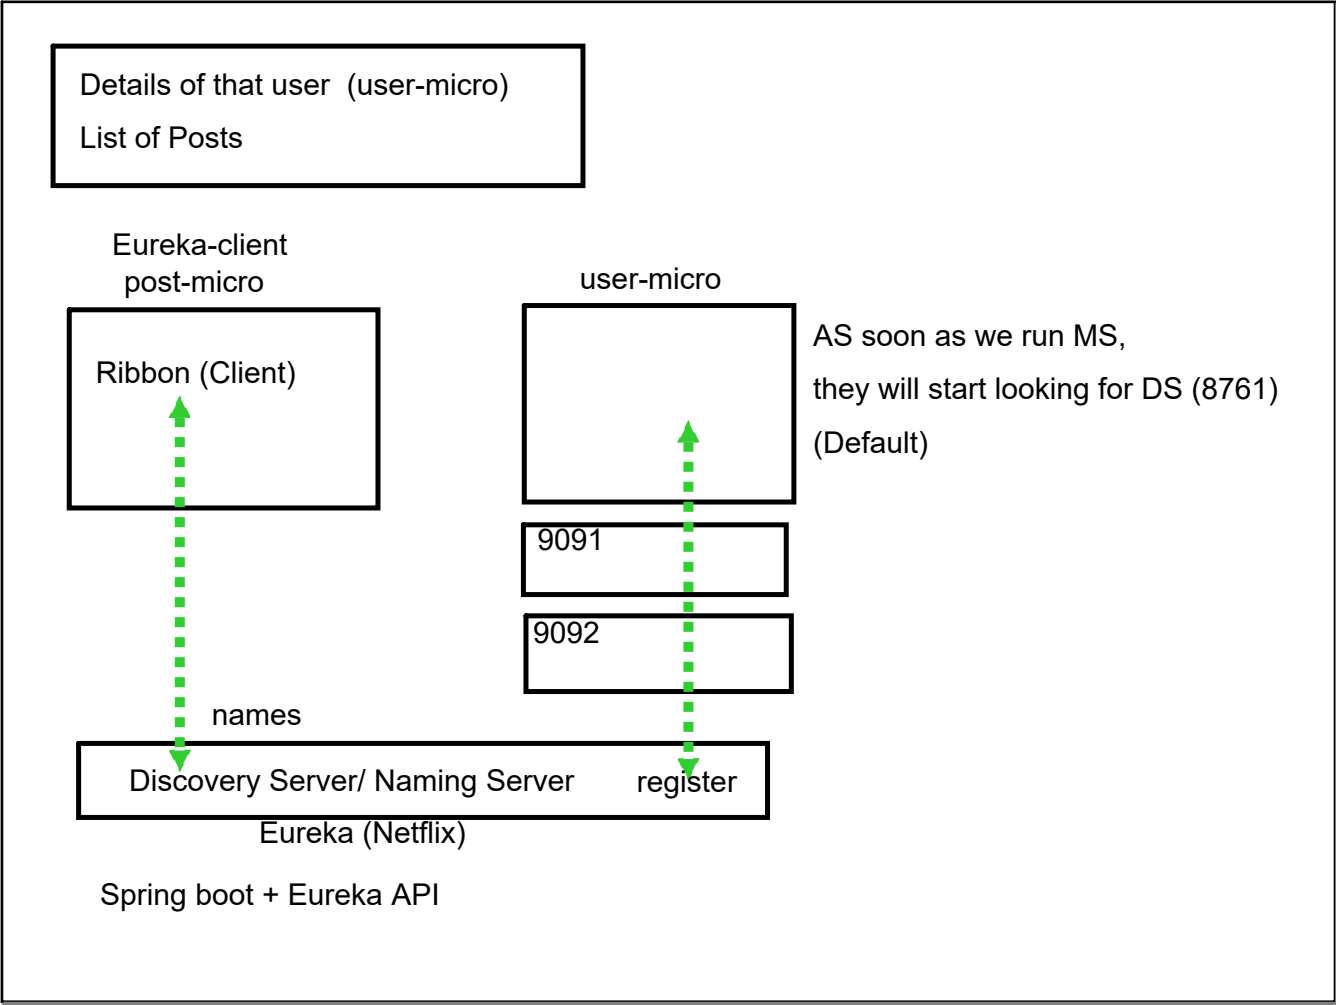 Details of that user  (user-micro)
List of Posts
Eureka-client
post-micro
user-micro
Ribbon (Client)
AS soon as we run MS,
they will start looking for DS (8761)
(Default)
9091
9092
names
Discovery Server/ Naming Server
register
Eureka (Netflix)
Spring boot + Eureka API